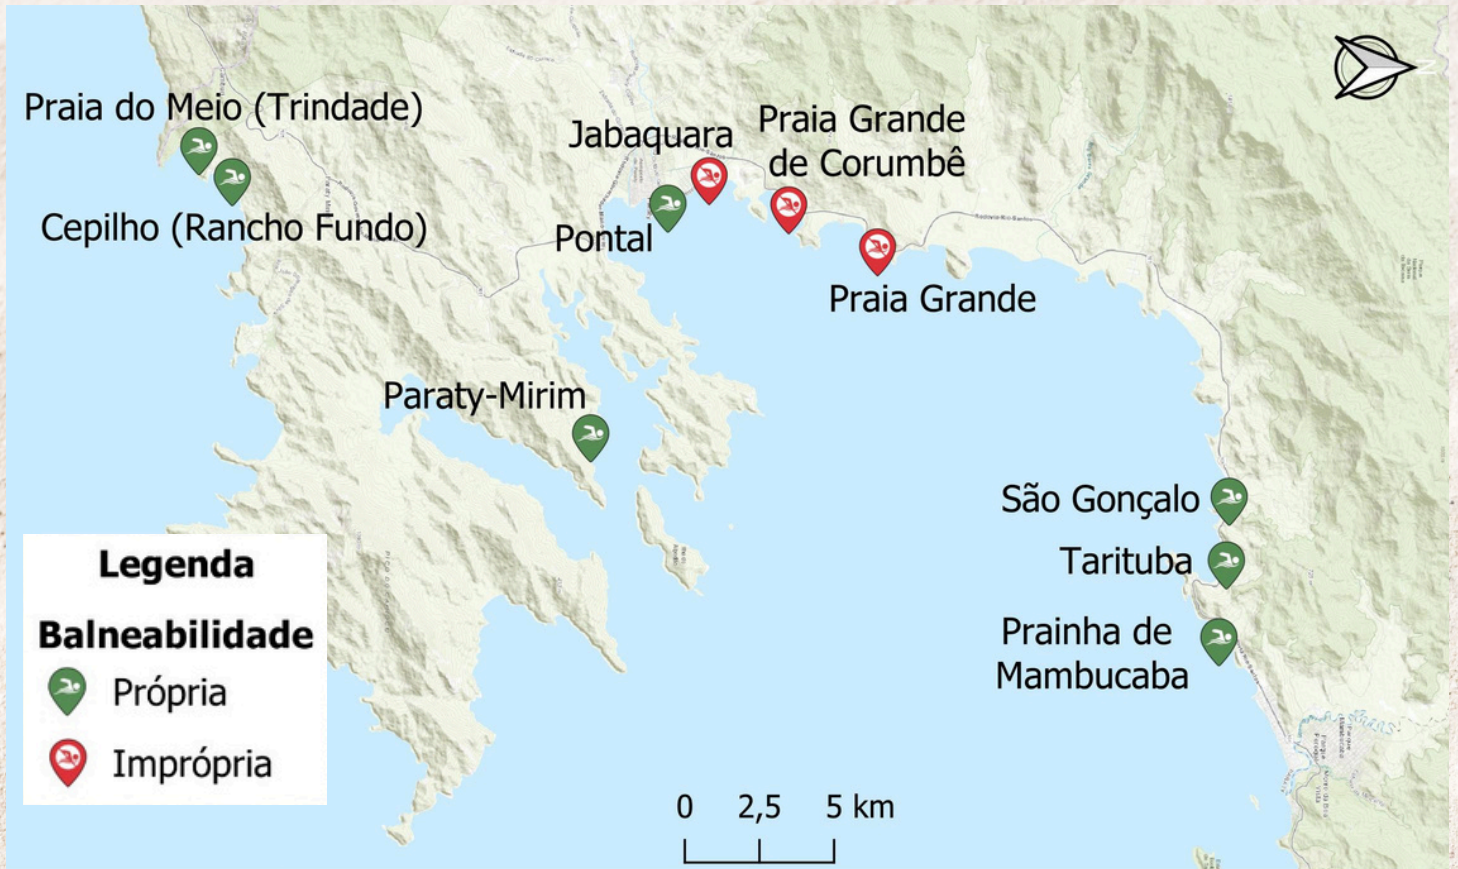 Praia do Meio (Trindade)
Cepilho (Rancho Fundo)
Jabaquara
Praia Grande
de Corumbê
Pontal
Praia Grande
Paraty-Mirim
São Gonçalo
Tarituba
Prainha de
Mambucaba
Legenda
Balneabilidade
Própria
Imprópria
0 2,5 5 km
N